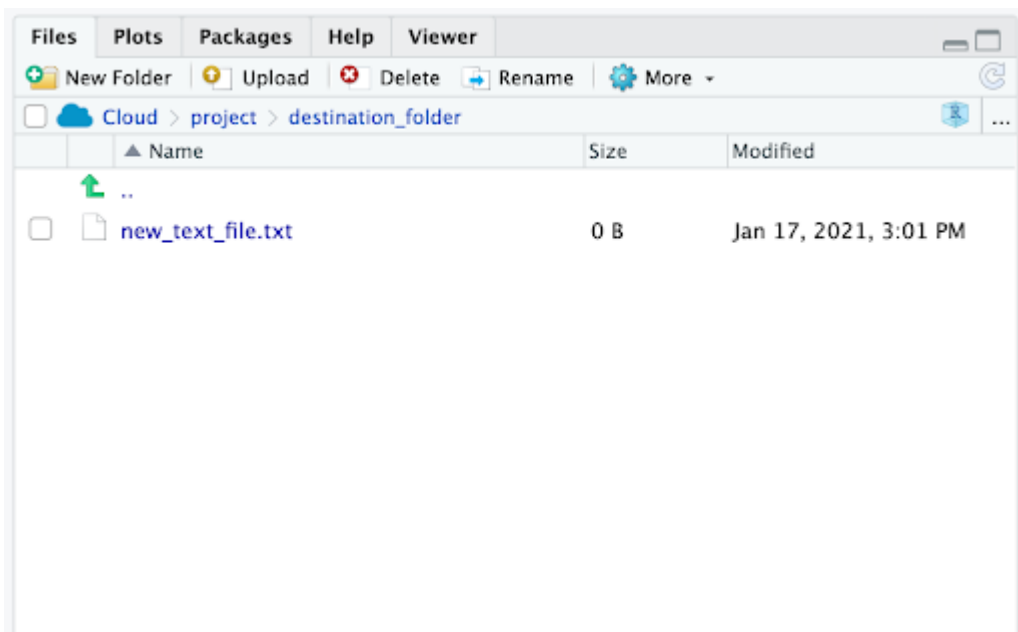 Files Plots Packages Help Viewer
New Folder Upload Delete Rename More
Cloud > project > destination_folder R ...
Name Size Modified
..
new_text_file.txt 0 B Jan 17, 2021, 3:01 PM